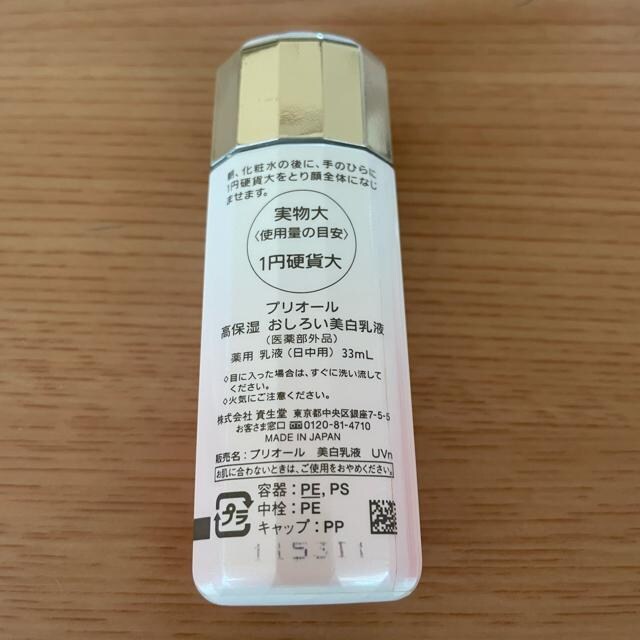 朝、化粧水の後に、手のひらに
1円硬貨大をとり顔全体になじ
ませます。
実物大
〈使用量の目安〉
1円硬貨大
プリオール
高保湿 おしろい美白乳液
(医薬部外品)
薬用 乳液 (日中用) 33mL
◇目に入った場合は、すぐに洗い流して
ください。
◇火気にご注意ください。
株式会社 資生堂 東京都中央区銀座7-5-5
お客さま窓口 0120-81-4710
MADE IN JAPAN
販売名:プリオール 美白乳液 UVn
お肌に合わないときは、ご使用をおやめください。
プラ
容器:PE, PS
中栓:PE
キャップ:PP